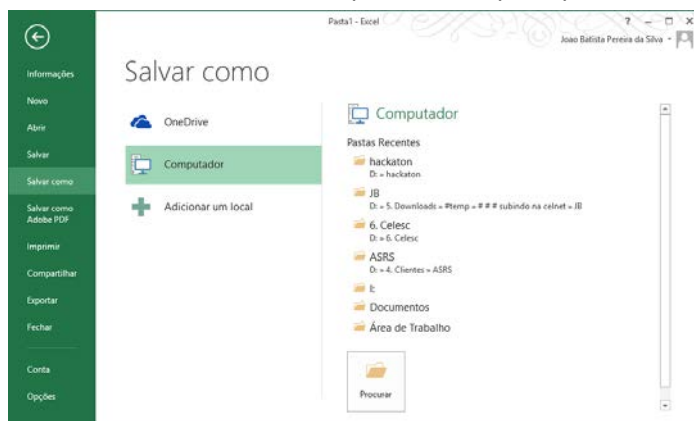 Pasta1 - Excel
?
Joao Batista Pereira da Silva
Informações
Novo
Abrir
Salvar
Salvar como
Salvar como
Adobe PDF
Imprimir
Compartilhar
Exportar
Fechar
Conta
Opções
Salvar como
OneDrive
Computador
Adicionar um local
Computador
Pastas Recentes
hackaton
D: » hackaton
JB
D: » 5. Downloads » #temp » # # # subindo na celnet » JB
6. Celesc
D: » 6. Celesc
ASRS
D: » 4. Clientes » ASRS
I:
Documentos
Área de Trabalho
Procurar